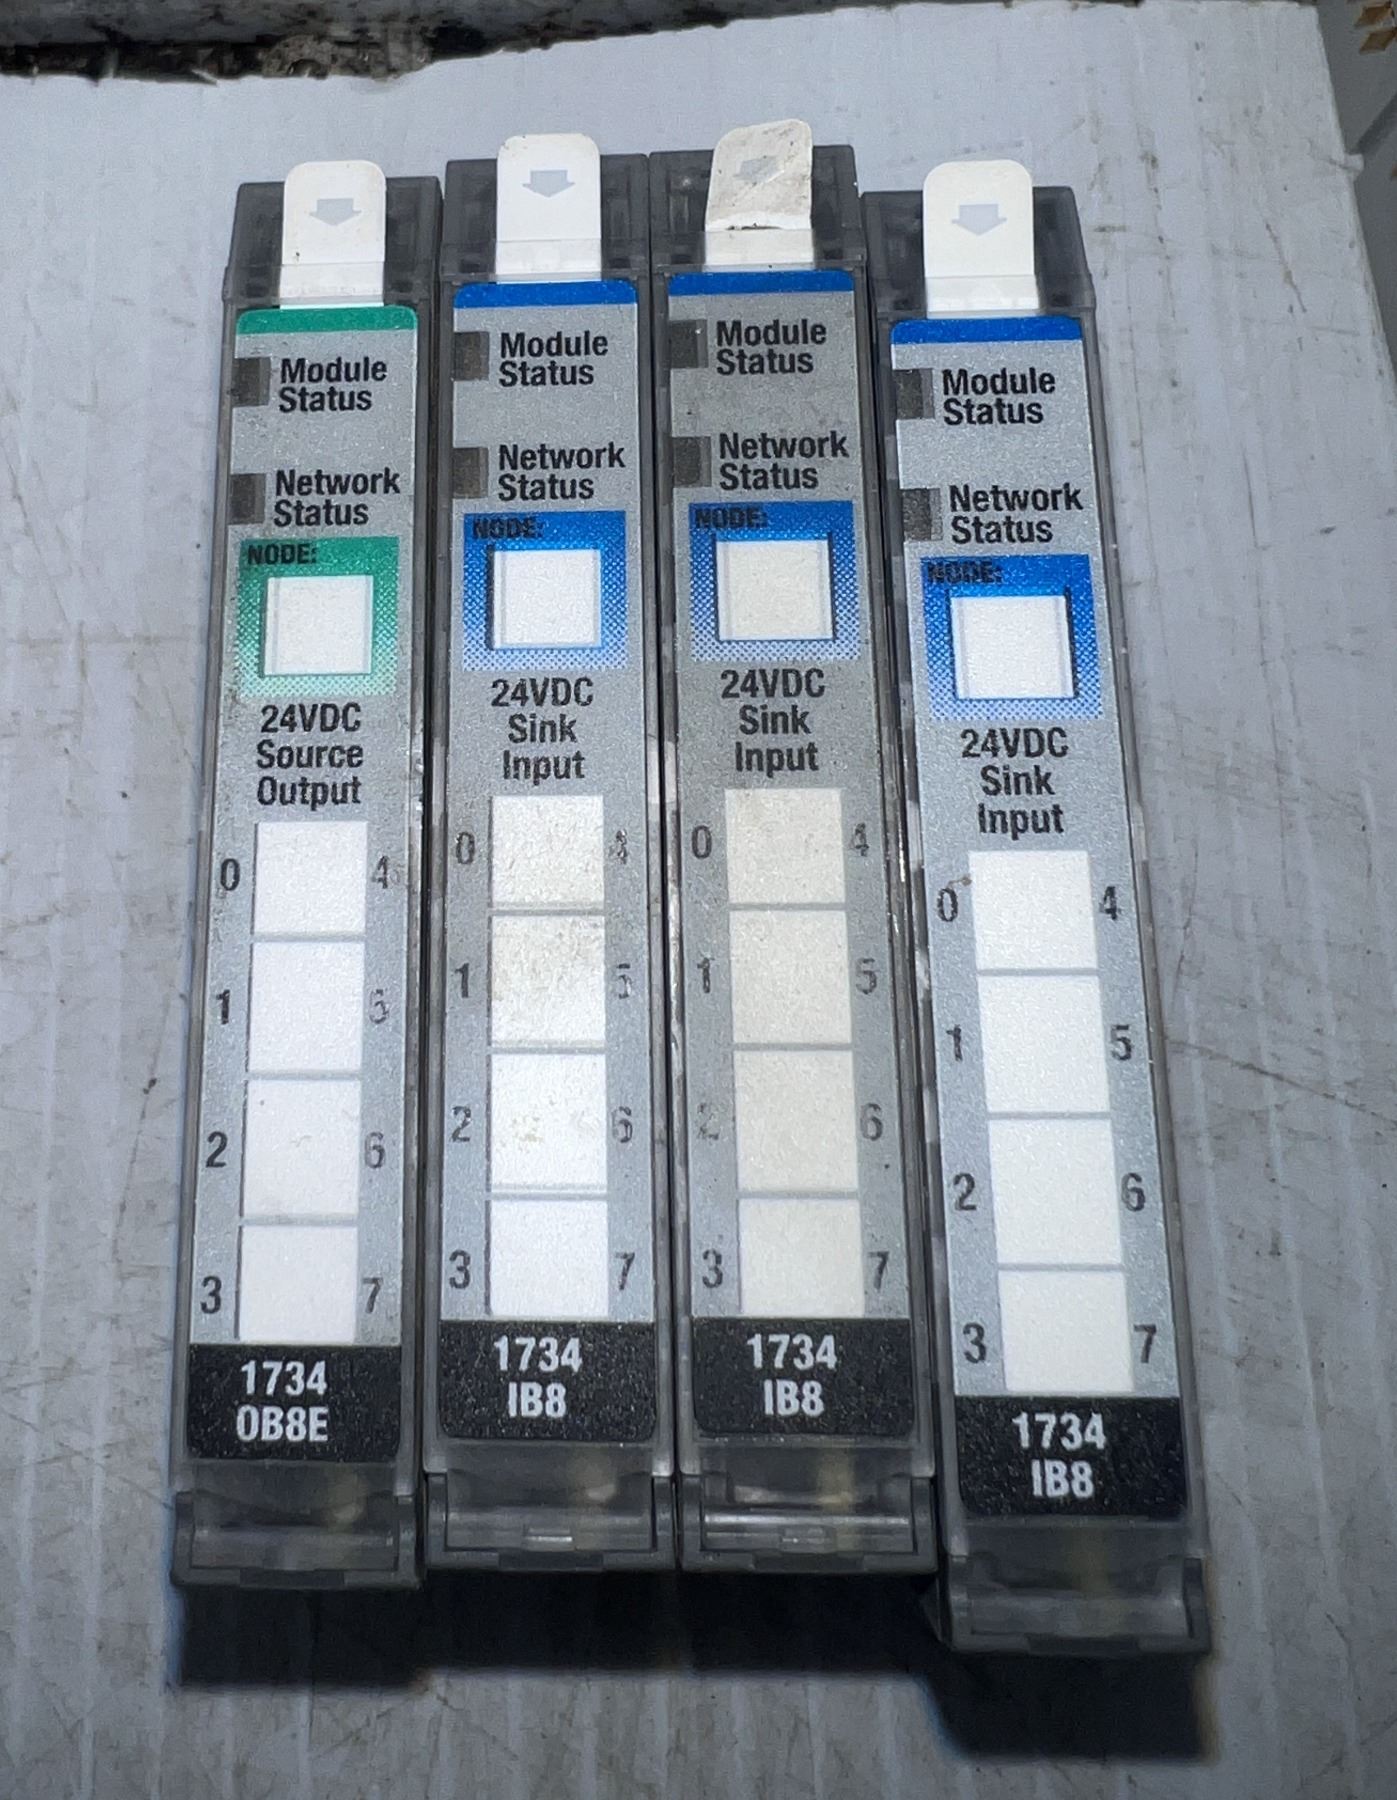 Module
Status
Network
Status
NODE:
24VDC
Source
Output
0 4
1 5
2 6
3 7
1734
OB8E
Module
Status
Network
Status
NODE:
24VDC
Sink
Input
0 4
1 5
2 6
3 7
1734
IB8
Module
Status
Network
Status
NODE:
24VDC
Sink
Input
0 4
1 5
2 6
3 7
1734
IB8
Module
Status
Network
Status
NODE:
24VDC
Sink
Input
0 4
1 5
2 6
3 7
1734
IB8